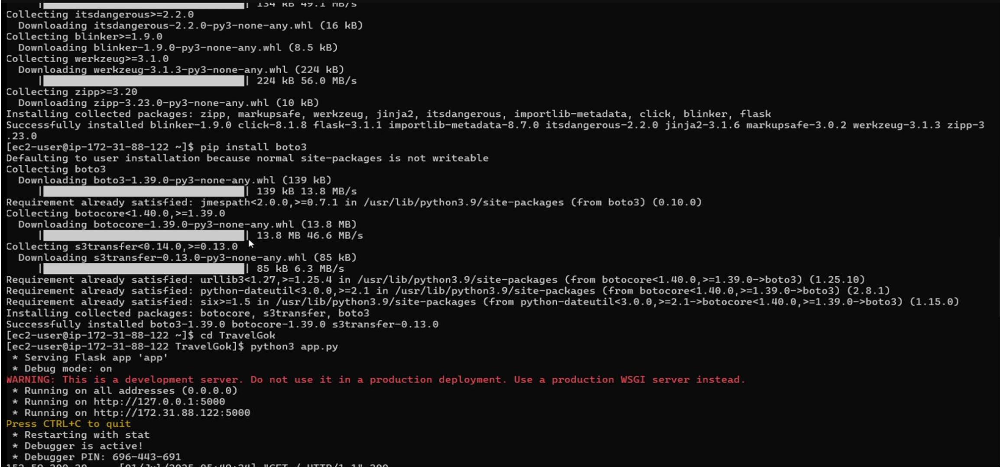 134 kB 49.1 MB/s
Collecting itsdangerous>=2.2.0
  Downloading itsdangerous-2.2.0-py3-none-any.whl (16 kB)
Collecting blinker>=1.9.0
  Downloading blinker-1.9.0-py3-none-any.whl (8.5 kB)
Collecting werkzeug>=3.1.0
  Downloading werkzeug-3.1.3-py3-none-any.whl (224 kB)
     |████████████████████████████████| 224 kB 56.0 MB/s
Collecting zipp>=3.20
  Downloading zipp-3.23.0-py3-none-any.whl (10 kB)
Installing collected packages: zipp, markupsafe, werkzeug, jinja2, itsdangerous, importlib-metadata, click, blinker, flask
Successfully installed blinker-1.9.0 click-8.1.8 flask-3.1.1 importlib-metadata-8.7.0 itsdangerous-2.2.0 jinja2-3.1.6 markupsafe-3.0.2 werkzeug-3.1.3 zipp-3
.23.0
[ec2-user@ip-172-31-88-122 ~]$ pip install boto3
Defaulting to user installation because normal site-packages is not writeable
Collecting boto3
  Downloading boto3-1.39.0-py3-none-any.whl (139 kB)
     |████████████████████████████████| 139 kB 13.8 MB/s
Requirement already satisfied: jmespath<2.0.0,>=0.7.1 in /usr/lib/python3.9/site-packages (from boto3) (0.10.0)
Collecting botocore<1.40.0,>=1.39.0
  Downloading botocore-1.39.0-py3-none-any.whl (13.8 MB)
     |████████████████████████████████| 13.8 MB 46.6 MB/s
Collecting s3transfer<0.14.0,>=0.13.0
  Downloading s3transfer-0.13.0-py3-none-any.whl (85 kB)
     |████████████████████████████████| 85 kB 6.3 MB/s
Requirement already satisfied: urllib3<1.27,>=1.25.4 in /usr/lib/python3.9/site-packages (from botocore<1.40.0,>=1.39.0->boto3) (1.25.10)
Requirement already satisfied: python-dateutil<3.0.0,>=2.1 in /usr/lib/python3.9/site-packages (from botocore<1.40.0,>=1.39.0->boto3) (2.8.1)
Requirement already satisfied: six>=1.5 in /usr/lib/python3.9/site-packages (from python-dateutil<3.0.0,>=2.1->botocore<1.40.0,>=1.39.0->boto3) (1.15.0)
Installing collected packages: botocore, s3transfer, boto3
Successfully installed boto3-1.39.0 botocore-1.39.0 s3transfer-0.13.0
[ec2-user@ip-172-31-88-122 ~]$ cd TravelGok
[ec2-user@ip-172-31-88-122 TravelGok]$ python3 app.py
 * Serving Flask app 'app'
 * Debug mode: on
WARNING: This is a development server. Do not use it in a production deployment. Use a production WSGI server instead.
 * Running on all addresses (0.0.0.0)
 * Running on http://127.0.0.1:5000
 * Running on http://172.31.88.122:5000
Press CTRL+C to quit
 * Restarting with stat
 * Debugger is active!
 * Debugger PIN: 696-443-691
"GET / HTTP/1.1" 200